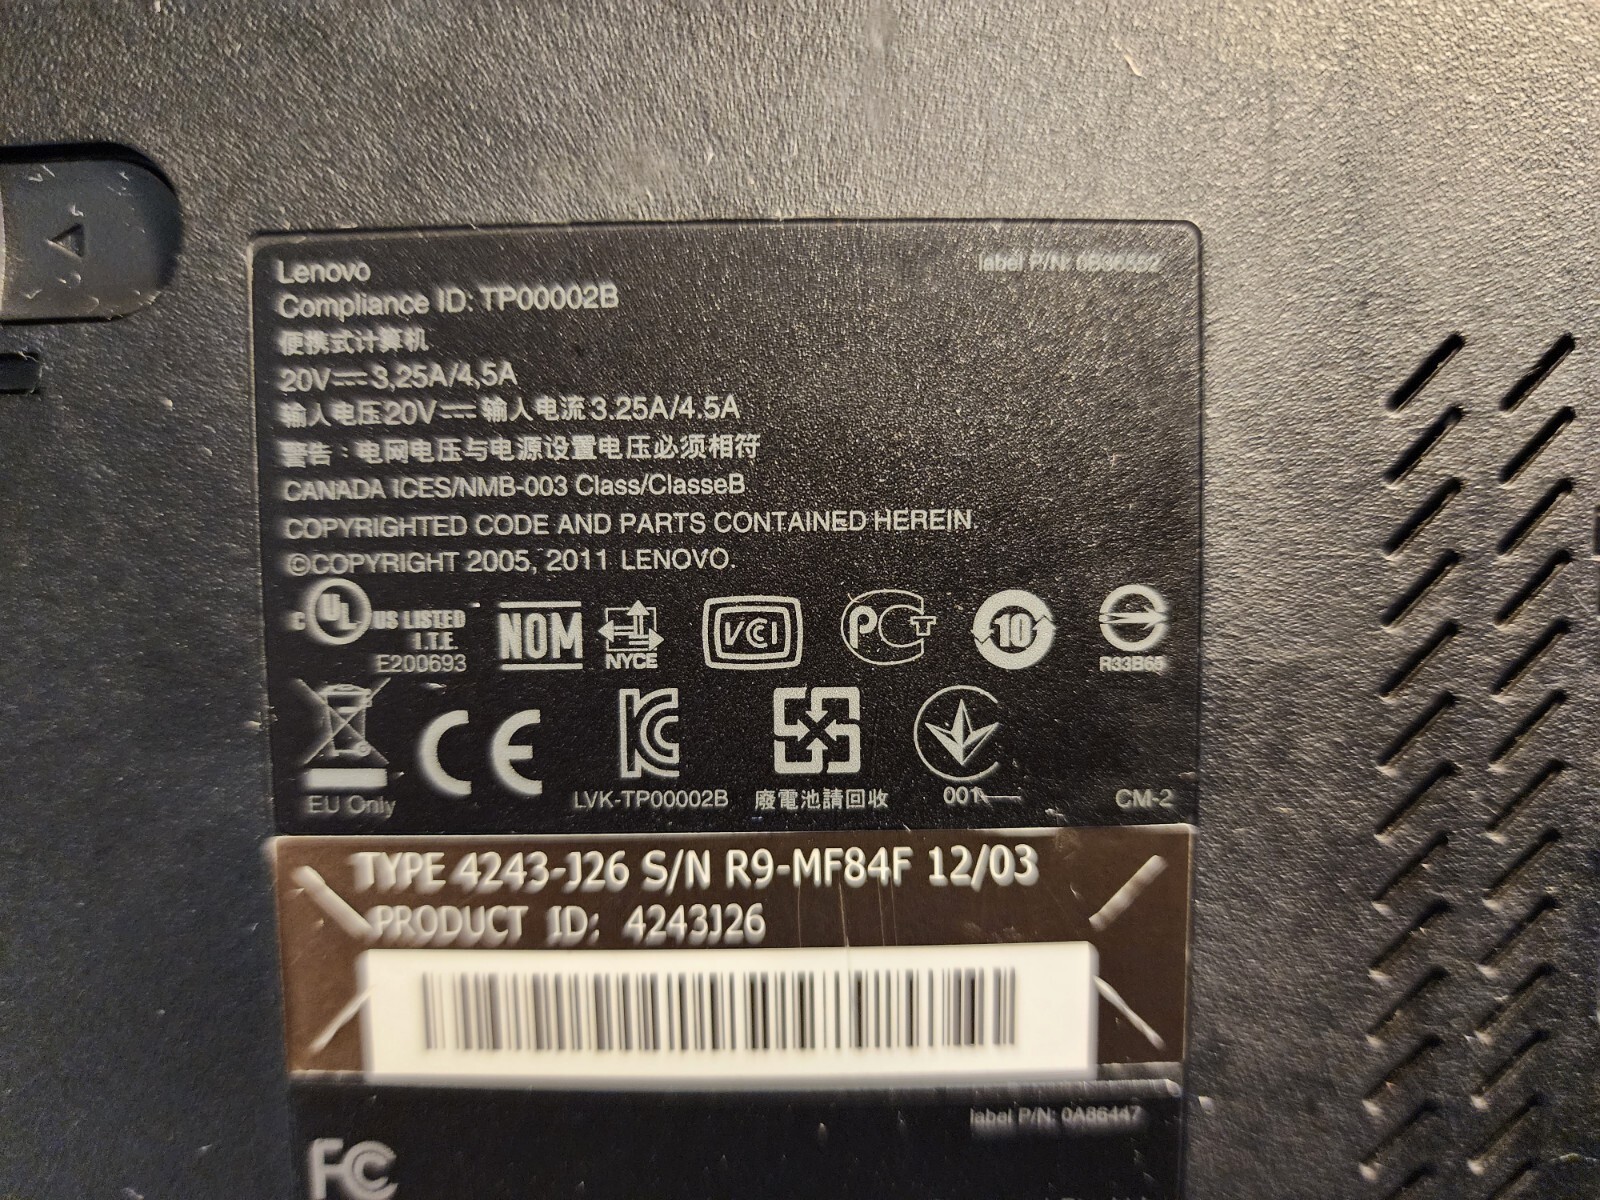 Lenovo
label P/N: 0B36552
Compliance ID: TP00002B
便携式计算机
20V⎓3,25A/4,5A
输入电压20V⎓输入电流3.25A/4.5A
警告：电网电压与电源设置电压必须相符
CANADA ICES/NMB-003 Class/ClasseB
COPYRIGHTED CODE AND PARTS CONTAINED HEREIN.
©COPYRIGHT 2005, 2011 LENOVO.
C UL US LISTED
I.T.E.
E200693
NOM
NYCE
VCI
PCT
10
R33B65
EU Only
CE
KC
LVK-TP00002B
廢電池請回收
001
CM-2
TYPE 4243-J26 S/N R9-MF84F 12/03
PRODUCT ID: 4243J26
label P/N: 0A86447
FC